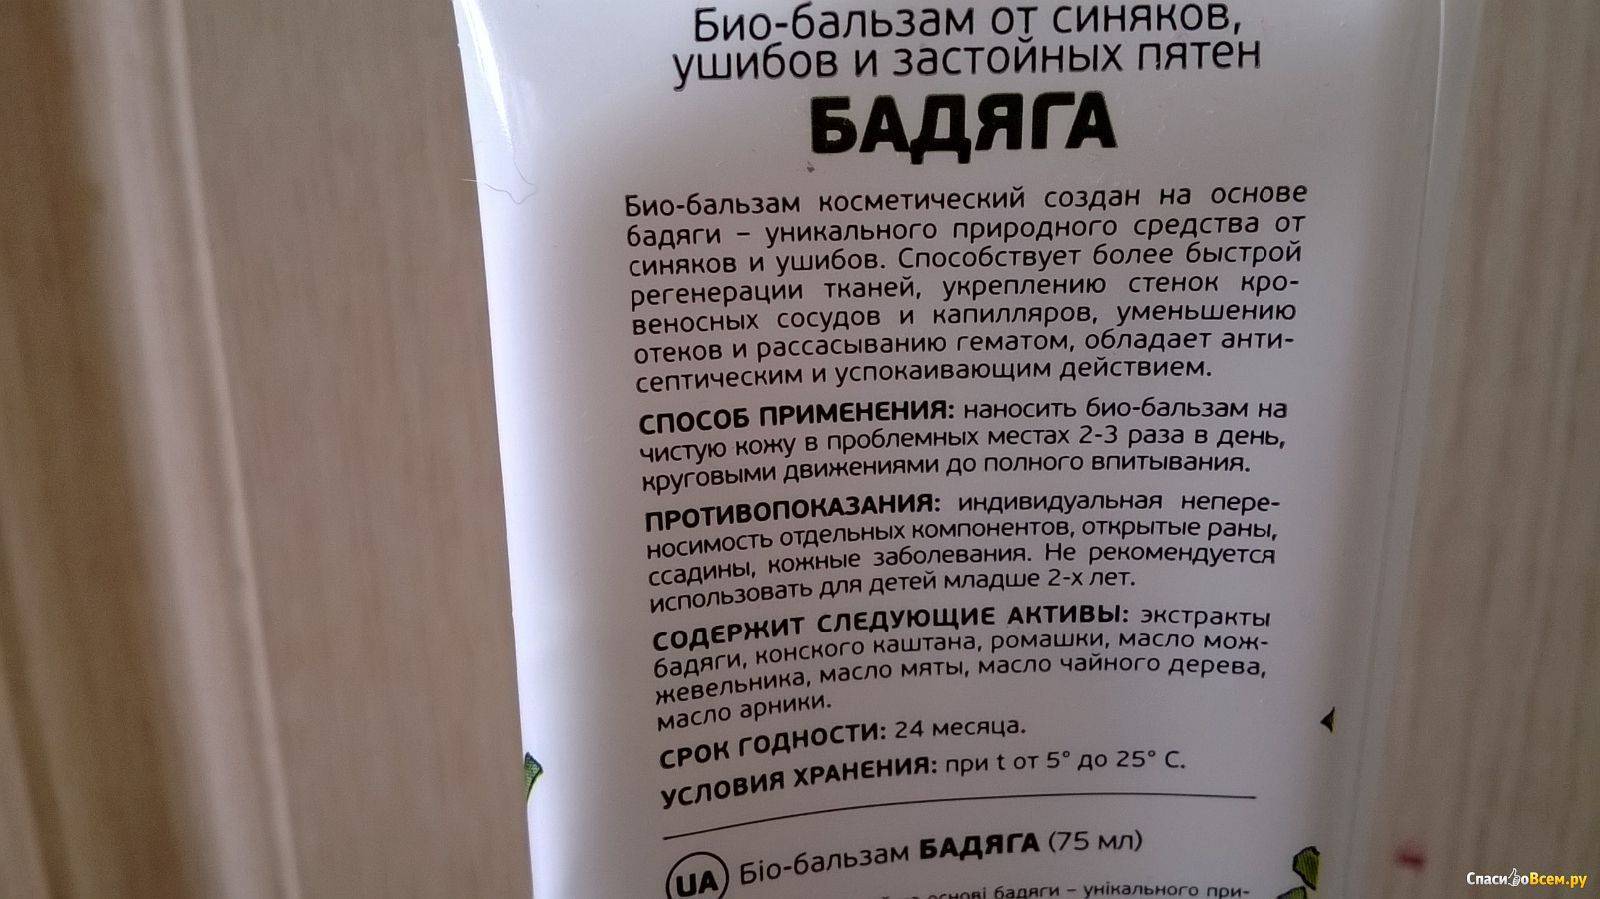 Био-бальзам от синяков,
ушибов и застойных пятен
БАДЯГА
Био-бальзам косметический создан на основе
бадяги – уникального природного средства от
синяков и ушибов. Способствует более быстрой
регенерации тканей, укреплению стенок кро-
веносных сосудов и капилляров, уменьшению
отеков и рассасыванию гематом, обладает анти-
септическим и успокаивающим действием.
СПОСОБ ПРИМЕНЕНИЯ: наносить био-бальзам на
чистую кожу в проблемных местах 2-3 раза в день,
круговыми движениями до полного впитывания.
ПРОТИВОПОКАЗАНИЯ: индивидуальная непере-
носимость отдельных компонентов, открытые раны,
ссадины, кожные заболевания. Не рекомендуется
использовать для детей младше 2-х лет.
СОДЕРЖИТ СЛЕДУЮЩИЕ АКТИВЫ: экстракты
бадяги, конского каштана, ромашки, масло мож-
жевельника, масло мяты, масло чайного дерева,
масло арники.
СРОК ГОДНОСТИ: 24 месяца.
УСЛОВИЯ ХРАНЕНИЯ: при t от 5° до 25° С.
UA Біо-бальзам БАДЯГА (75 мл)
основі бадяги – унікального при-
СпасибоВсем.ру